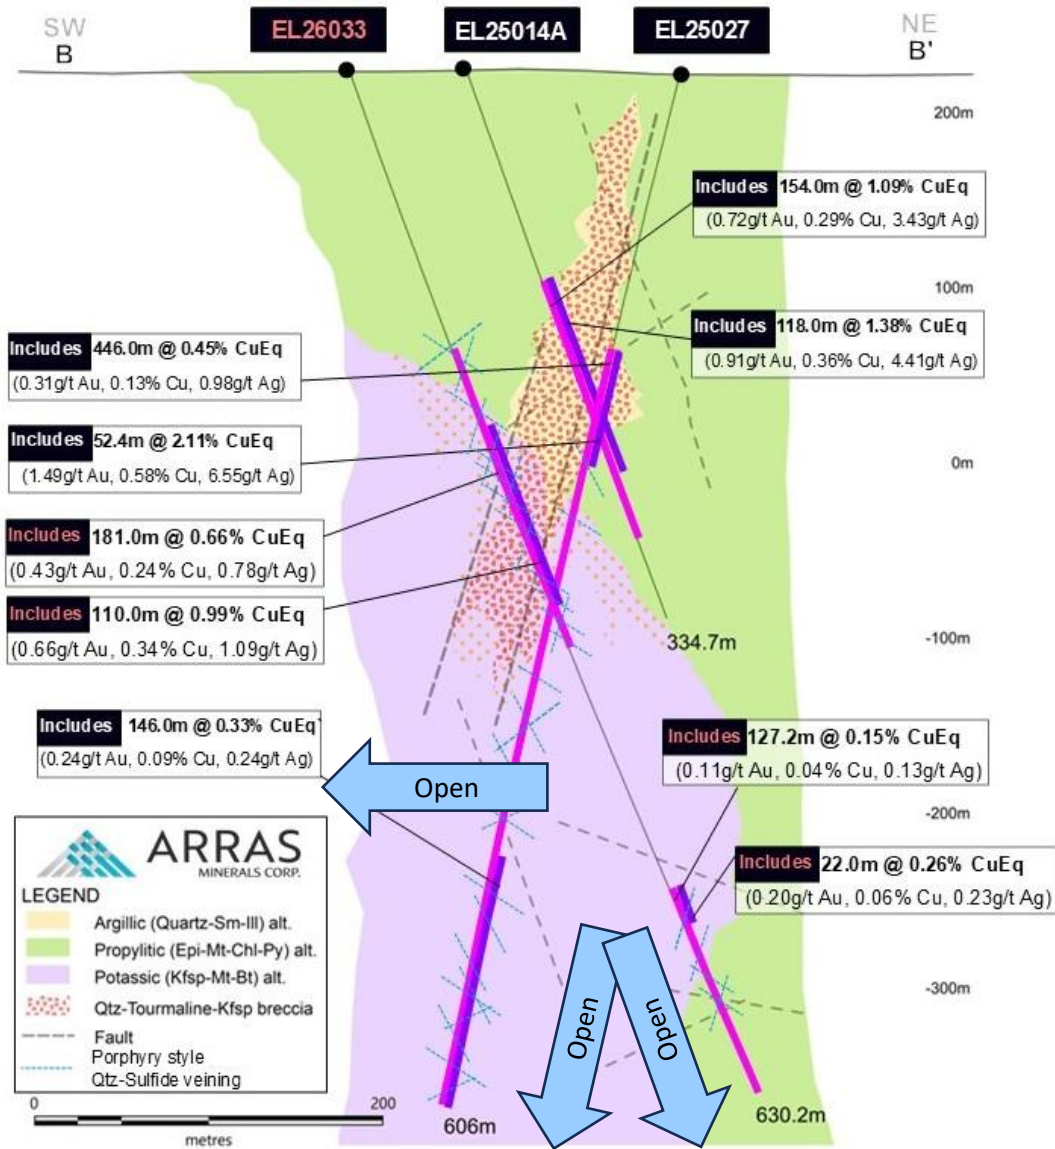 SW
B
EL26033
EL25014A
EL25027
NE
B'
200m
Includes 154.0m @ 1.09% CuEq
(0.72g/t Au, 0.29% Cu, 3.43g/t Ag)
100m
Includes 118.0m @ 1.38% CuEq
(0.91g/t Au, 0.36% Cu, 4.41g/t Ag)
Includes 446.0m @ 0.45% CuEq
(0.31g/t Au, 0.13% Cu, 0.98g/t Ag)
Includes 52.4m @ 2.11% CuEq
(1.49g/t Au, 0.58% Cu, 6.55g/t Ag)
0m
Includes 181.0m @ 0.66% CuEq
(0.43g/t Au, 0.24% Cu, 0.78g/t Ag)
Includes 110.0m @ 0.99% CuEq
(0.66g/t Au, 0.34% Cu, 1.09g/t Ag)
334.7m
-100m
Includes 146.0m @ 0.33% CuEq
(0.24g/t Au, 0.09% Cu, 0.24g/t Ag)
Includes 127.2m @ 0.15% CuEq
(0.11g/t Au, 0.04% Cu, 0.13g/t Ag)
Open
-200m
Includes 22.0m @ 0.26% CuEq
(0.20g/t Au, 0.06% Cu, 0.23g/t Ag)
ARRAS
MINERALS CORP.
LEGEND
Argillic (Quartz-Sm-Ill) alt.
Propylitic (Epi-Mt-Chl-Py) alt.
Potassic (Kfsp-Mt-Bt) alt.
Qtz-Tourmaline-Kfsp breccia
Fault
Porphyry style
Qtz-Sulfide veining
-300m
Open
Open
0
200
metres
606m
630.2m